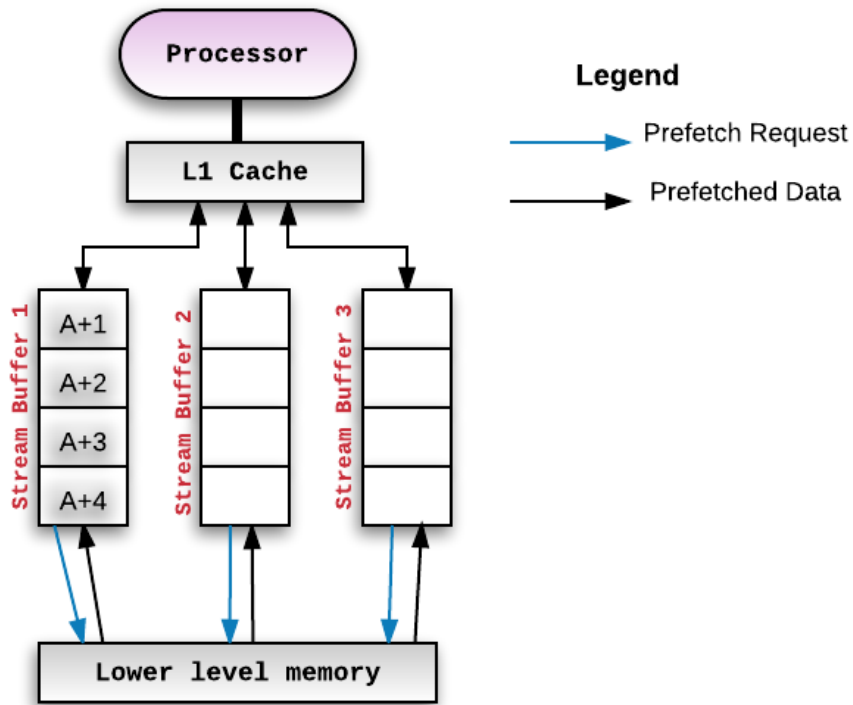 Processor
Legend
Prefetch Request
L1 Cache
Prefetched Data
Stream Buffer 1
A+1
A+2
A+3
A+4
Stream Buffer 2
Stream Buffer 3
Lower level memory